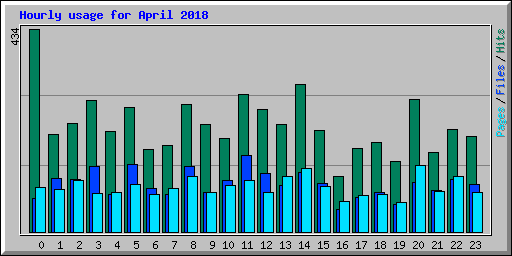 Hourly usage for April 2018
434
Pages / Files / Hits
0 1 2 3 4 5 6 7 8 9 10 11 12 13 14 15 16 17 18 19 20 21 22 23